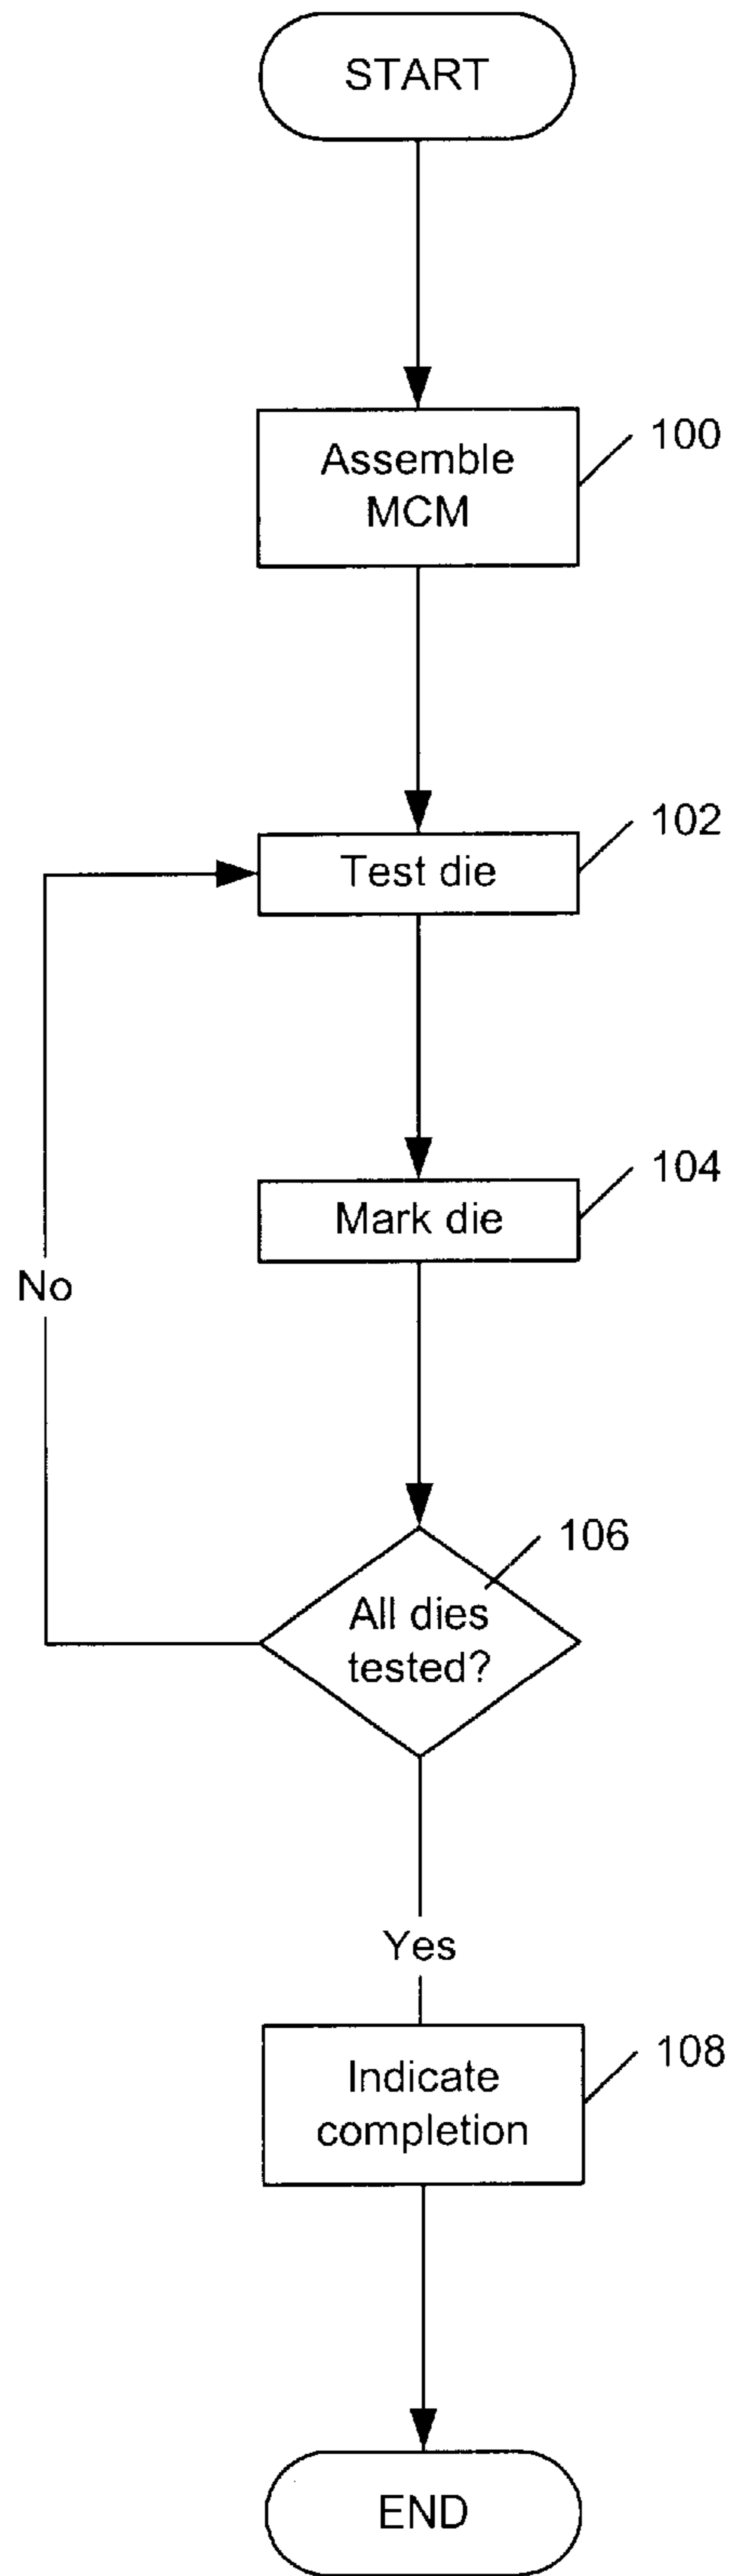 START
Assemble
MCM
100
Test die
102
Mark die
104
No
All dies
tested?
106
Yes
Indicate
completion
108
END